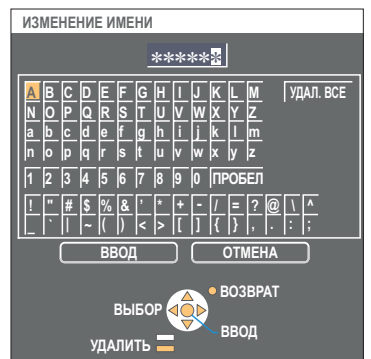 ИЗМЕНЕНИЕ ИМЕНИ
******
A B C D E F G H I J K L M УДАЛ. ВСЕ
N O P Q R S T U V W X Y Z
a b c d e f g h i j k l m
n o p q r s t u v w x y z
1 2 3 4 5 6 7 8 9 0 ПРОБЕЛ
! " # $ % & ' * + - / = ? @ \ ^
_ ` | ~ ( ) < > [ ] { } , . : ;
ВВОД ОТМЕНА
ВОЗВРАТ
ВЫБОР
ВВОД
УДАЛИТЬ